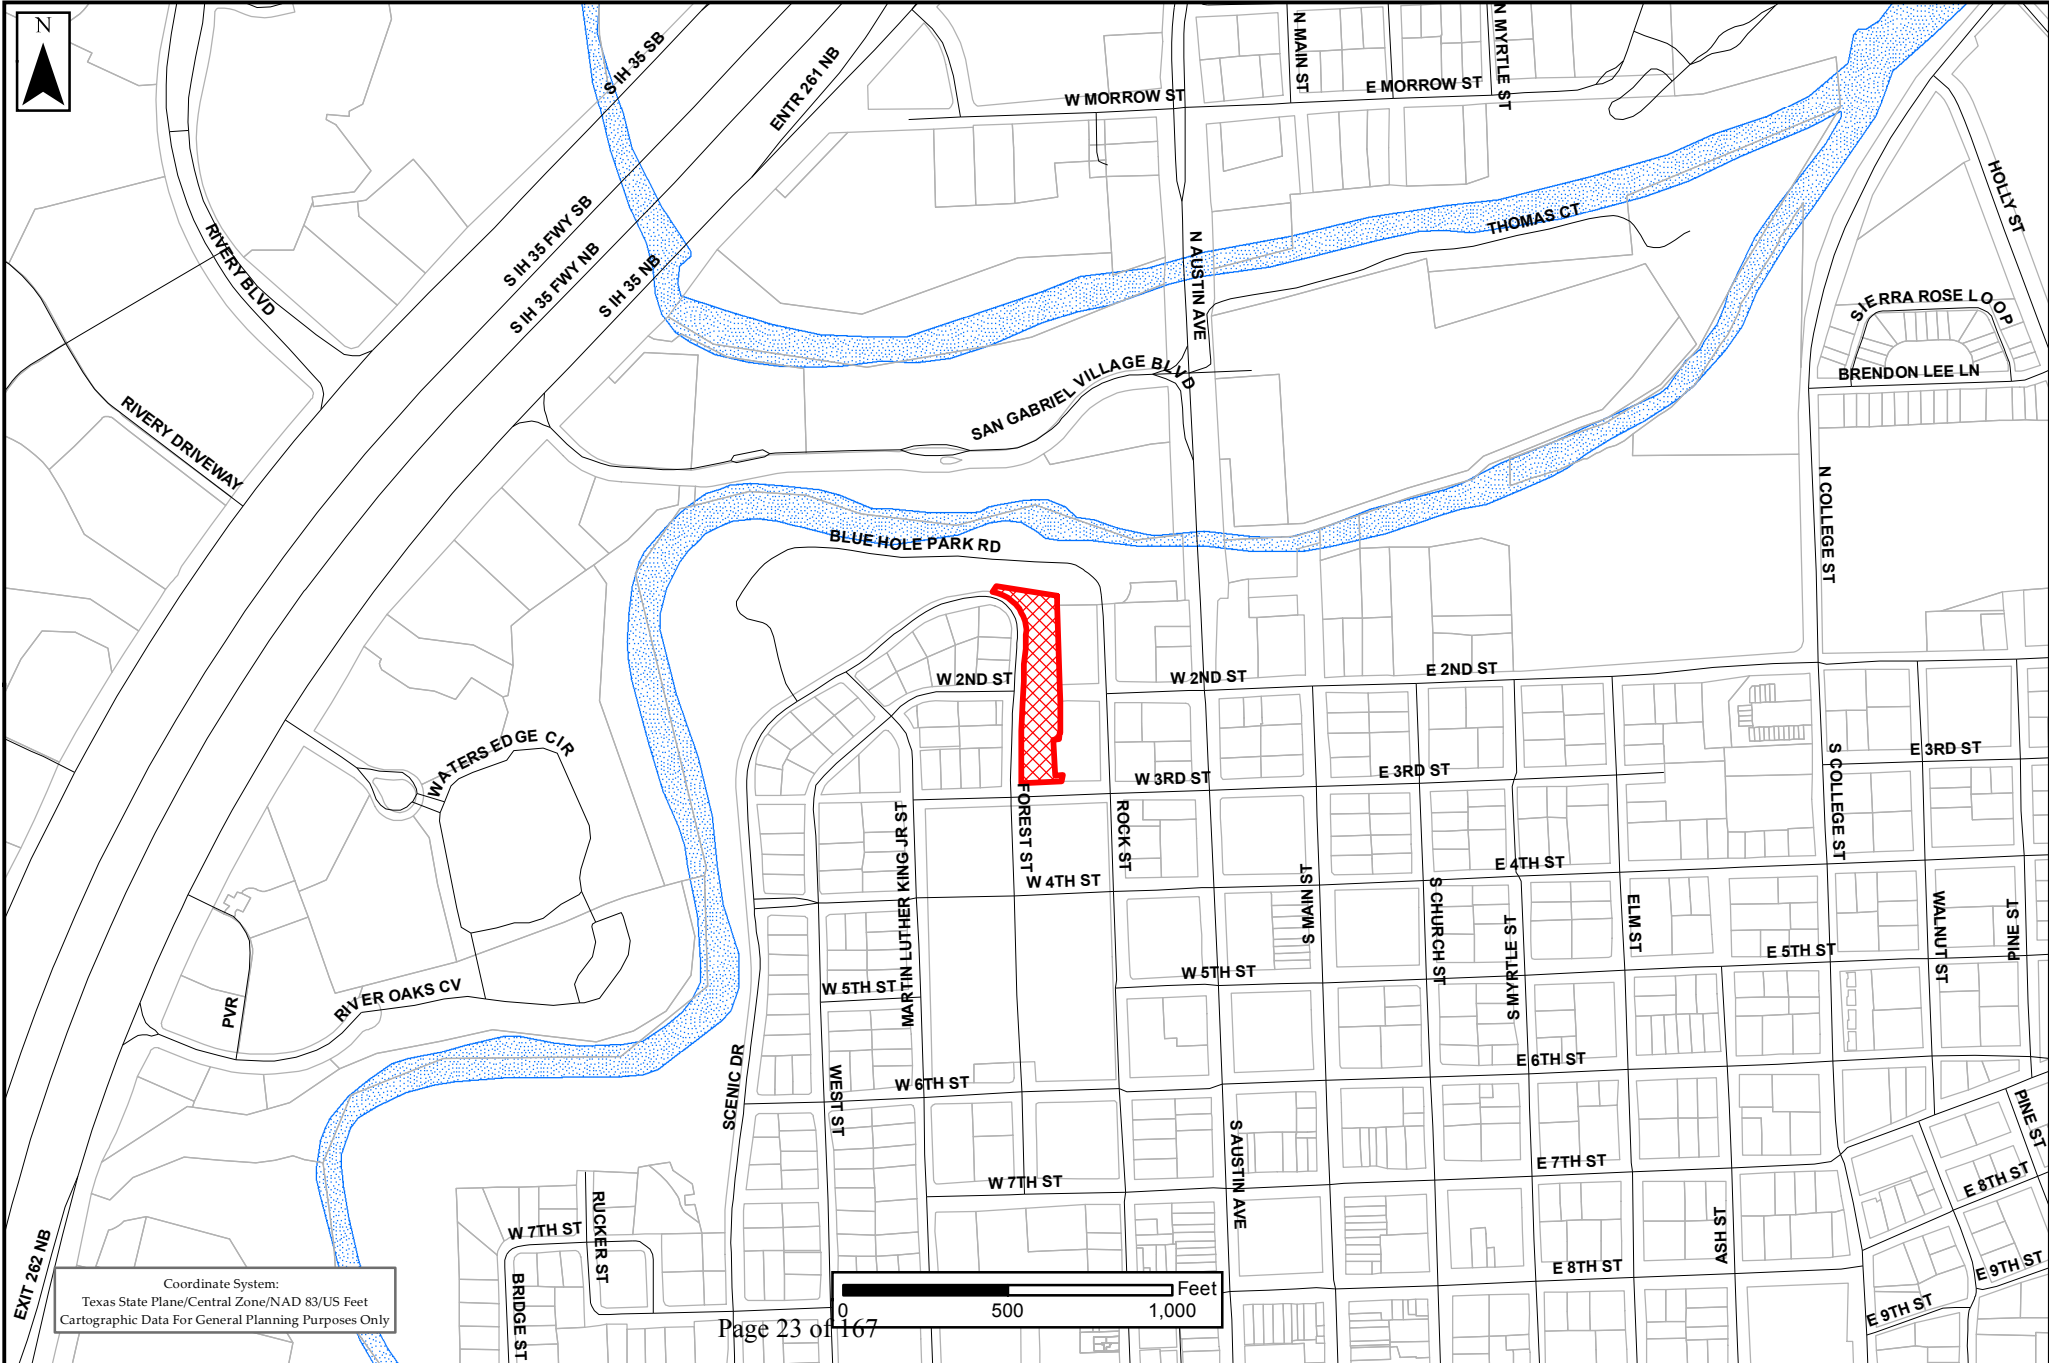 N
S IH 35 SB
ENTR 261 NB
W MORROW ST
N MAIN ST
E MORROW ST
N MYRTLE ST
HOLLY ST
RIVERY BLVD
S IH 35 FWY SB
S IH 35 FWY NB
S IH 35 NB
N AUSTIN AVE
THOMAS CT
SIERRA ROSE LOOP
BRENDON LEE LN
RIVERY DRIVEWAY
SAN GABRIEL VILLAGE BLVD
N COLLEGE ST
BLUE HOLE PARK RD
W 2ND ST
W 2ND ST
E 2ND ST
WATERS EDGE CIR
W 3RD ST
E 3RD ST
E 3RD ST
FOREST ST
ROCK ST
S COLLEGE ST
MARTIN LUTHER KING JR ST
W 4TH ST
E 4TH ST
S MAIN ST
S CHURCH ST
S MYRTLE ST
ELM ST
WALNUT ST
PINE ST
E 5TH ST
W 5TH ST
W 5TH ST
PVR
RIVER OAKS CV
SCENIC DR
WEST ST
W 6TH ST
E 6TH ST
PINE ST
S AUSTIN AVE
W 7TH ST
E 7TH ST
E 8TH ST
W 7TH ST
RUCKER ST
ASH ST
E 8TH ST
E 9TH ST
E 9TH ST
BRIDGE ST
EXIT 262 NB
Coordinate System:
Texas State Plane/Central Zone/NAD 83/US Feet
Cartographic Data For General Planning Purposes Only
Feet
0 500 1,000
Page 23 of 167